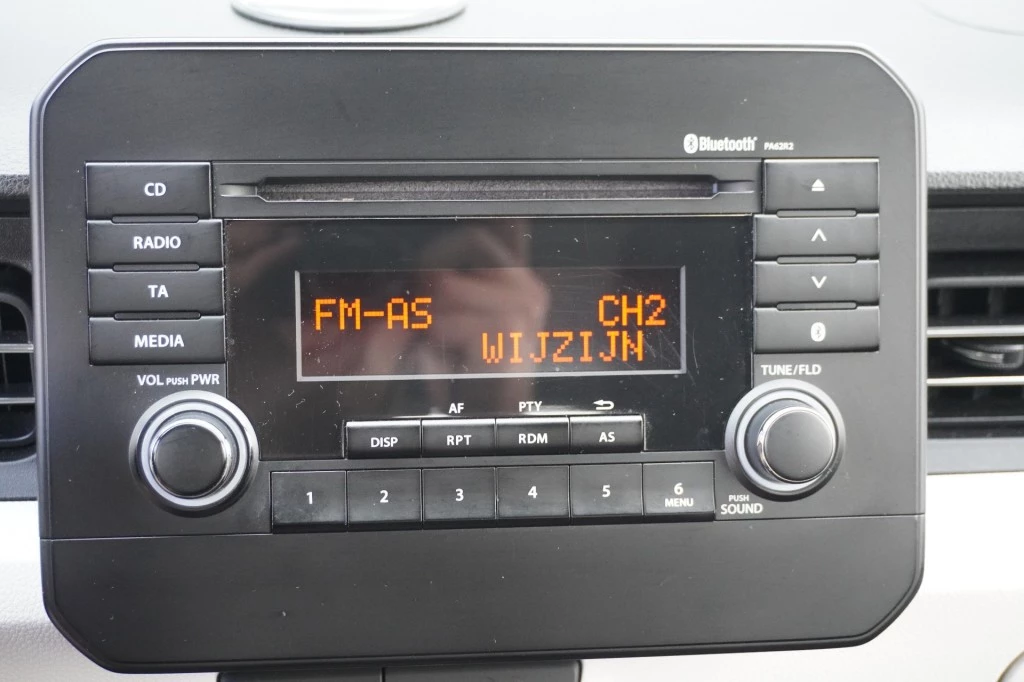 Bluetooth® PA62R2
CD
RADIO
TA
MEDIA
FM-AS CH2
WIJZIJN
VOL PUSH PWR
TUNE/FLD
AF PTY
DISP RPT RDM AS
1 2 3 4 5 6
MENU
PUSH
SOUND